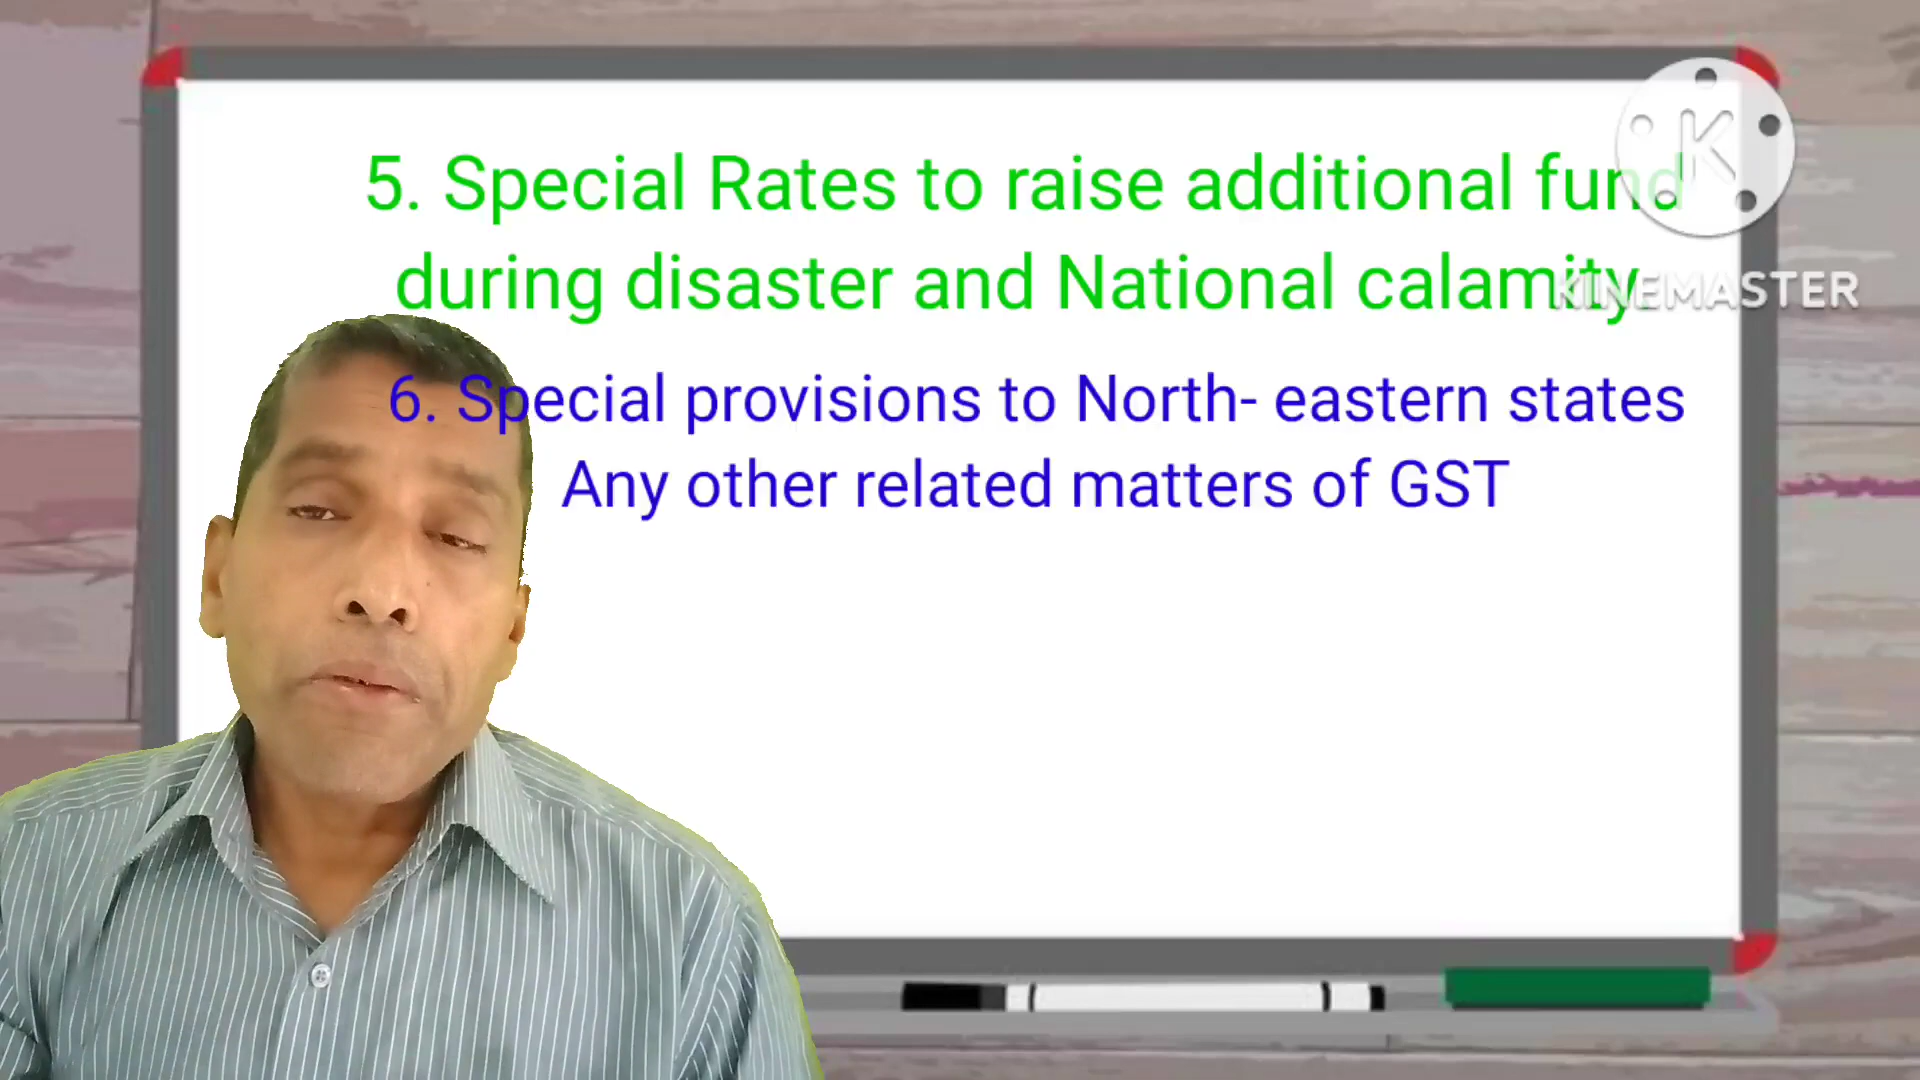 5. Special Rates to raise additional fund
during disaster and National calamity.
KINEMASTER
6. Special provisions to North- eastern states
Any other related matters of GST